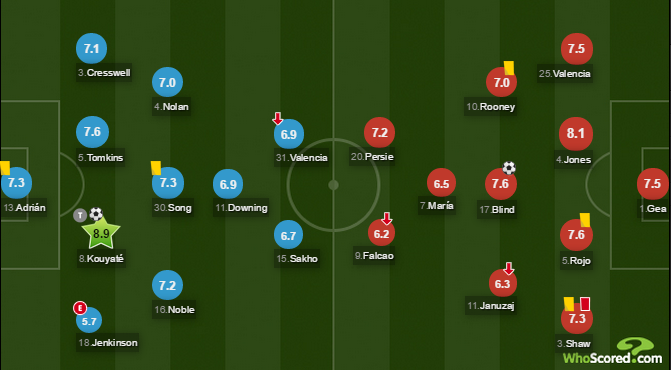 7.1
3.Cresswell
7.0
4.Nolan
7.6
5.Tomkins
7.3
13.Adrián
7.3
30.Song
6.9
11.Downing
6.9
31.Valencia
6.7
15.Sakho
T
8.9
8.Kouyaté
7.2
16.Noble
E
5.7
18.Jenkinson
7.5
25.Valencia
7.0
10.Rooney
7.2
20.Persie
8.1
4.Jones
6.5
7.María
7.6
17.Blind
7.5
1.Gea
6.2
9.Falcao
7.6
5.Rojo
6.3
11.Januzaj
7.3
3.Shaw
WhoScored.com